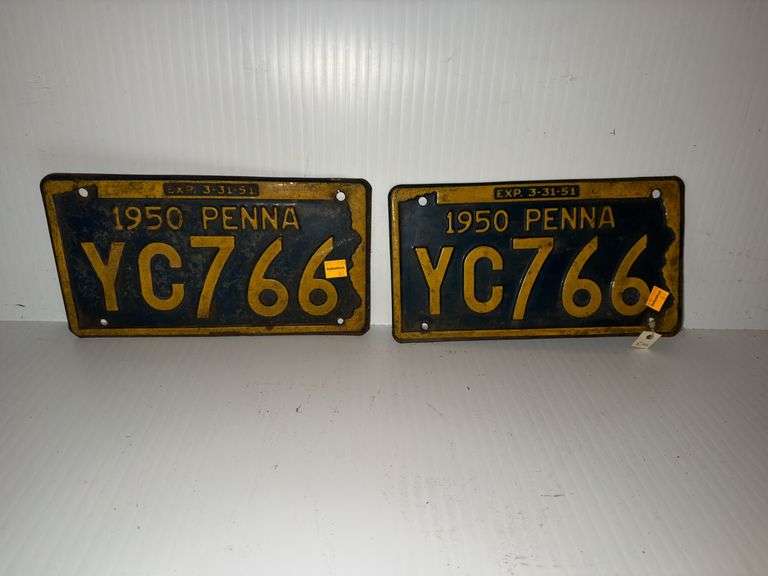 EXP. 3-31-51
1950 PENNA
YC766
EXP. 3-31-51
1950 PENNA
YC766